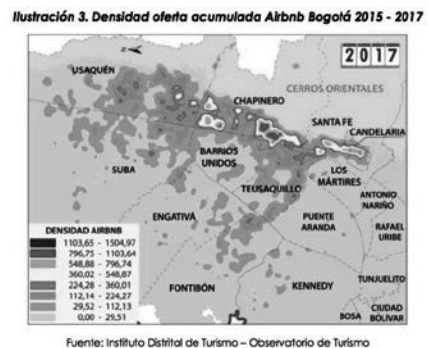 Ilustración 3. Densidad oferta acumulada Airbnb Bogotá 2015 - 2017
2017
USAQUÉN
CERROS ORIENTALES
CHAPINERO
SANTA FE
CANDELARIA
BARRIOS
UNIDOS
SUBA
LOS
MÁRTIRES
TEUSAQUILLO
ANTONIO
NARIÑO
ENGATIVÁ
PUENTE
ARANDA
RAFAEL
URIBE
DENSIDAD AIRBNB
1103,65 - 1504,97
796,75 - 1103,64
548,88 - 796,74
360,02 - 548,87
224,28 - 360,01
112,14 - 224,27
29,52 - 112,13
0,00 - 29,51
TUNJUELITO
FONTIBÓN
KENNEDY
BOSA
CIUDAD
BOLÍVAR
Fuente: Instituto Distrital de Turismo – Observatorio de Turismo